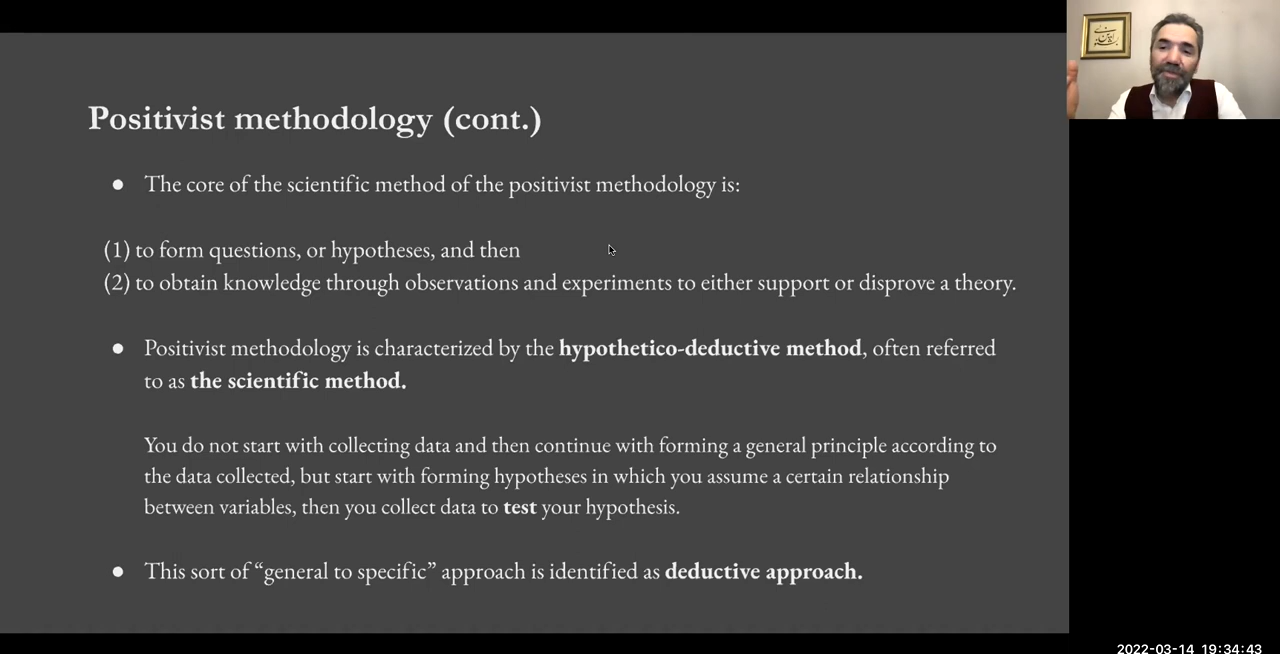 Positivist methodology (cont.)
● The core of the scientific method of the positivist methodology is:
(1) to form questions, or hypotheses, and then
(2) to obtain knowledge through observations and experiments to either support or disprove a theory.
● Positivist methodology is characterized by the hypothetico-deductive method, often referred
to as the scientific method.
You do not start with collecting data and then continue with forming a general principle according to
the data collected, but start with forming hypotheses in which you assume a certain relationship
between variables, then you collect data to test your hypothesis.
● This sort of “general to specific” approach is identified as deductive approach.
2022-03-14 19:34:43